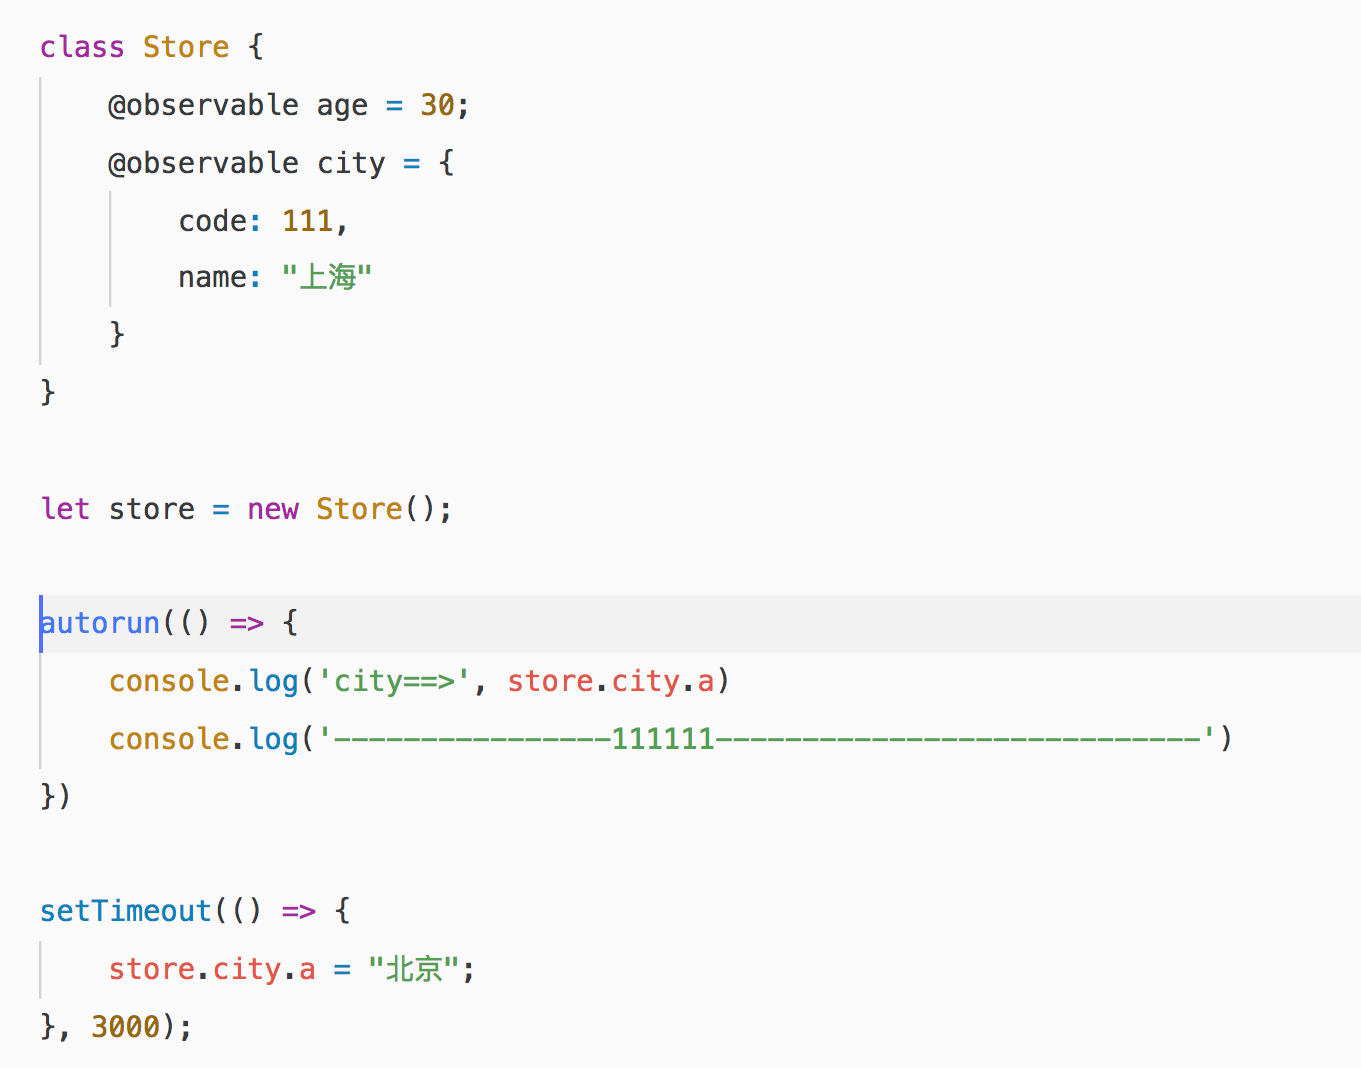 class Store {
    @observable age = 30;
    @observable city = {
        code: 111,
        name: "上海"
    }
}
let store = new Store();
autorun(() => {
    console.log('city==>', store.city.a)
    console.log('----------------111111----------------------------')
})
setTimeout(() => {
    store.city.a = "北京";
}, 3000);